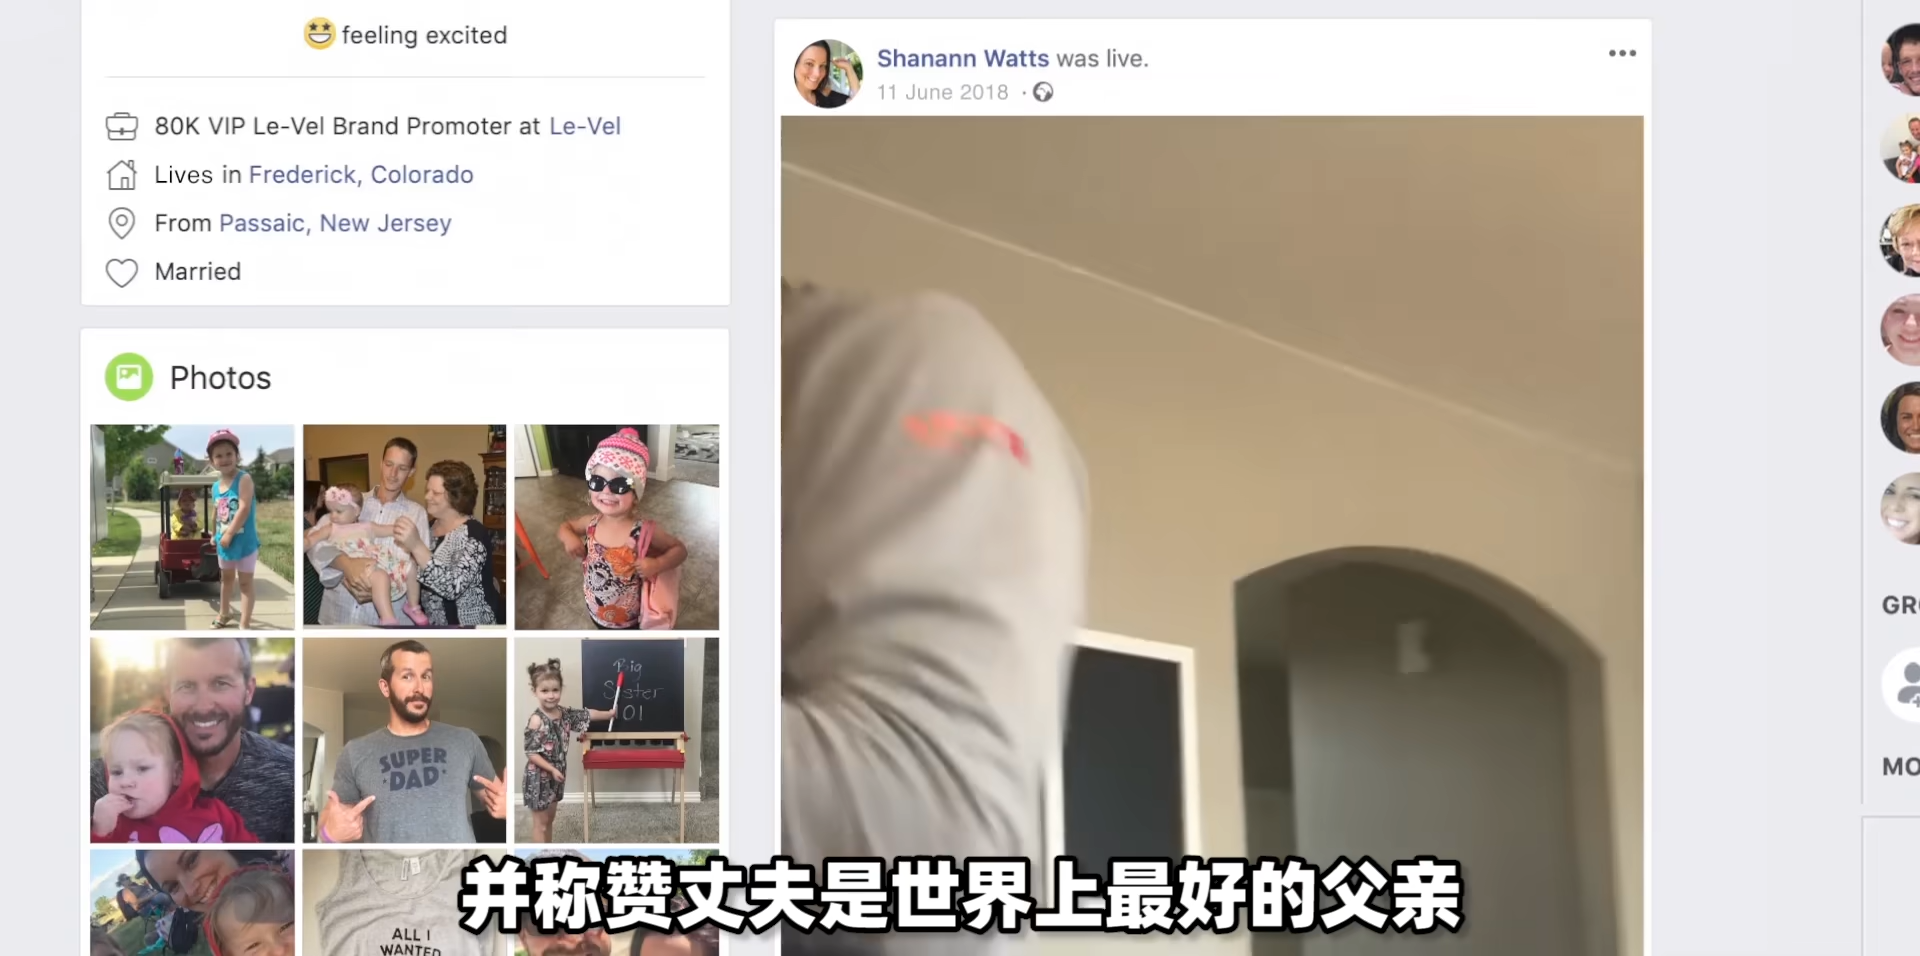 feeling excited
80K VIP Le-Vel Brand Promoter at Le-Vel
Lives in Frederick, Colorado
From Passaic, New Jersey
Married
Photos
Big
Sister
101
SUPER
DAD
ALL I
WANTED
Shanann Watts was live.
11 June 2018
并称赞丈夫是世界上最好的父亲